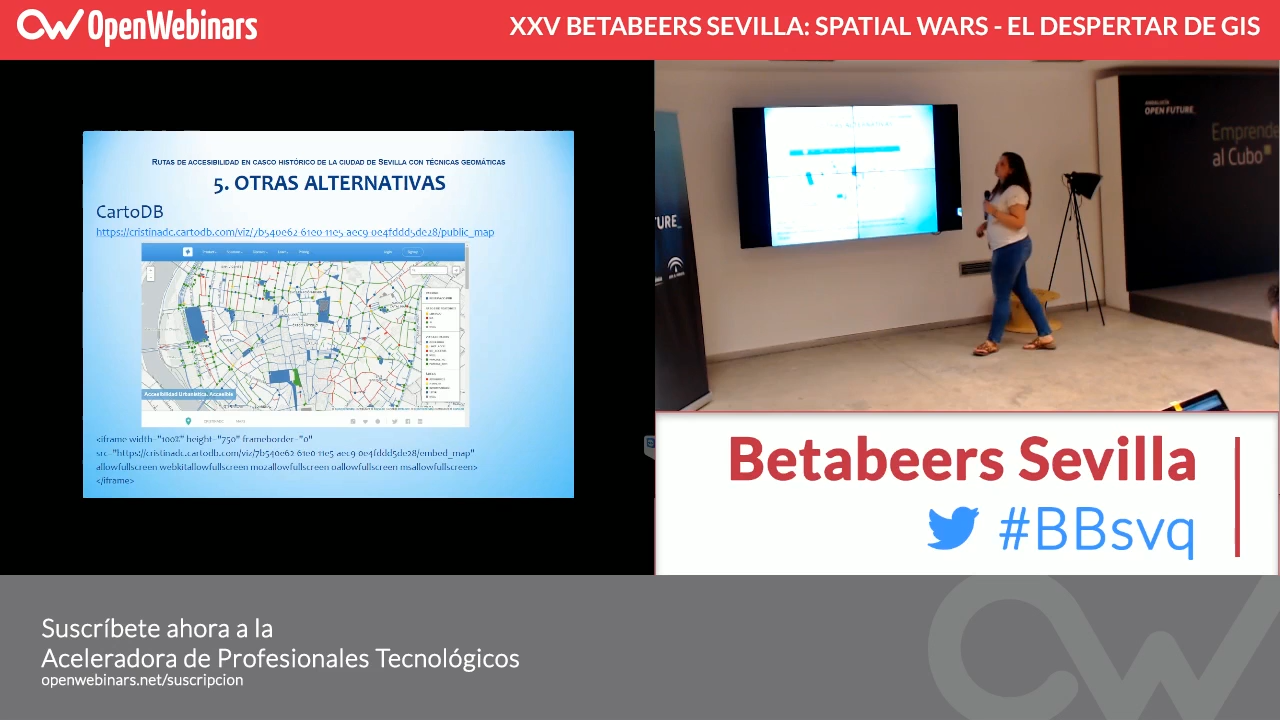 OpenWebinars
XXV BETABEERS SEVILLA: SPATIAL WARS - EL DESPERTAR DE GIS
RUTAS DE ACCESIBILIDAD EN CASCO HISTÓRICO DE LA CIUDAD DE SEVILLA CON TÉCNICAS GEOMÁTICAS
5. OTRAS ALTERNATIVAS
CartoDB
https://cristinadc.cartodb.com/viz/7b540e62 61e0 11e5 aec9 0e4fddd5de28/public_map
Accesibilidad Urbanística. Accesible
<iframe width="100%" height="750" frameborder="0"
src="https://cristinadc.cartodb.com/viz/7b540e62 61e0 11e5 aec9 0e4fddd5de28/embed_map"
allowfullscreen webkitallowfullscreen mozallowfullscreen oallowfullscreen msallowfullscreen>
</iframe>
TURE_
ANDALUCÍA
OPEN FUTURE_
Emprende
al Cubo
Betabeers Sevilla
#BBsvq
Suscríbete ahora a la
Aceleradora de Profesionales Tecnológicos
openwebinars.net/suscripcion